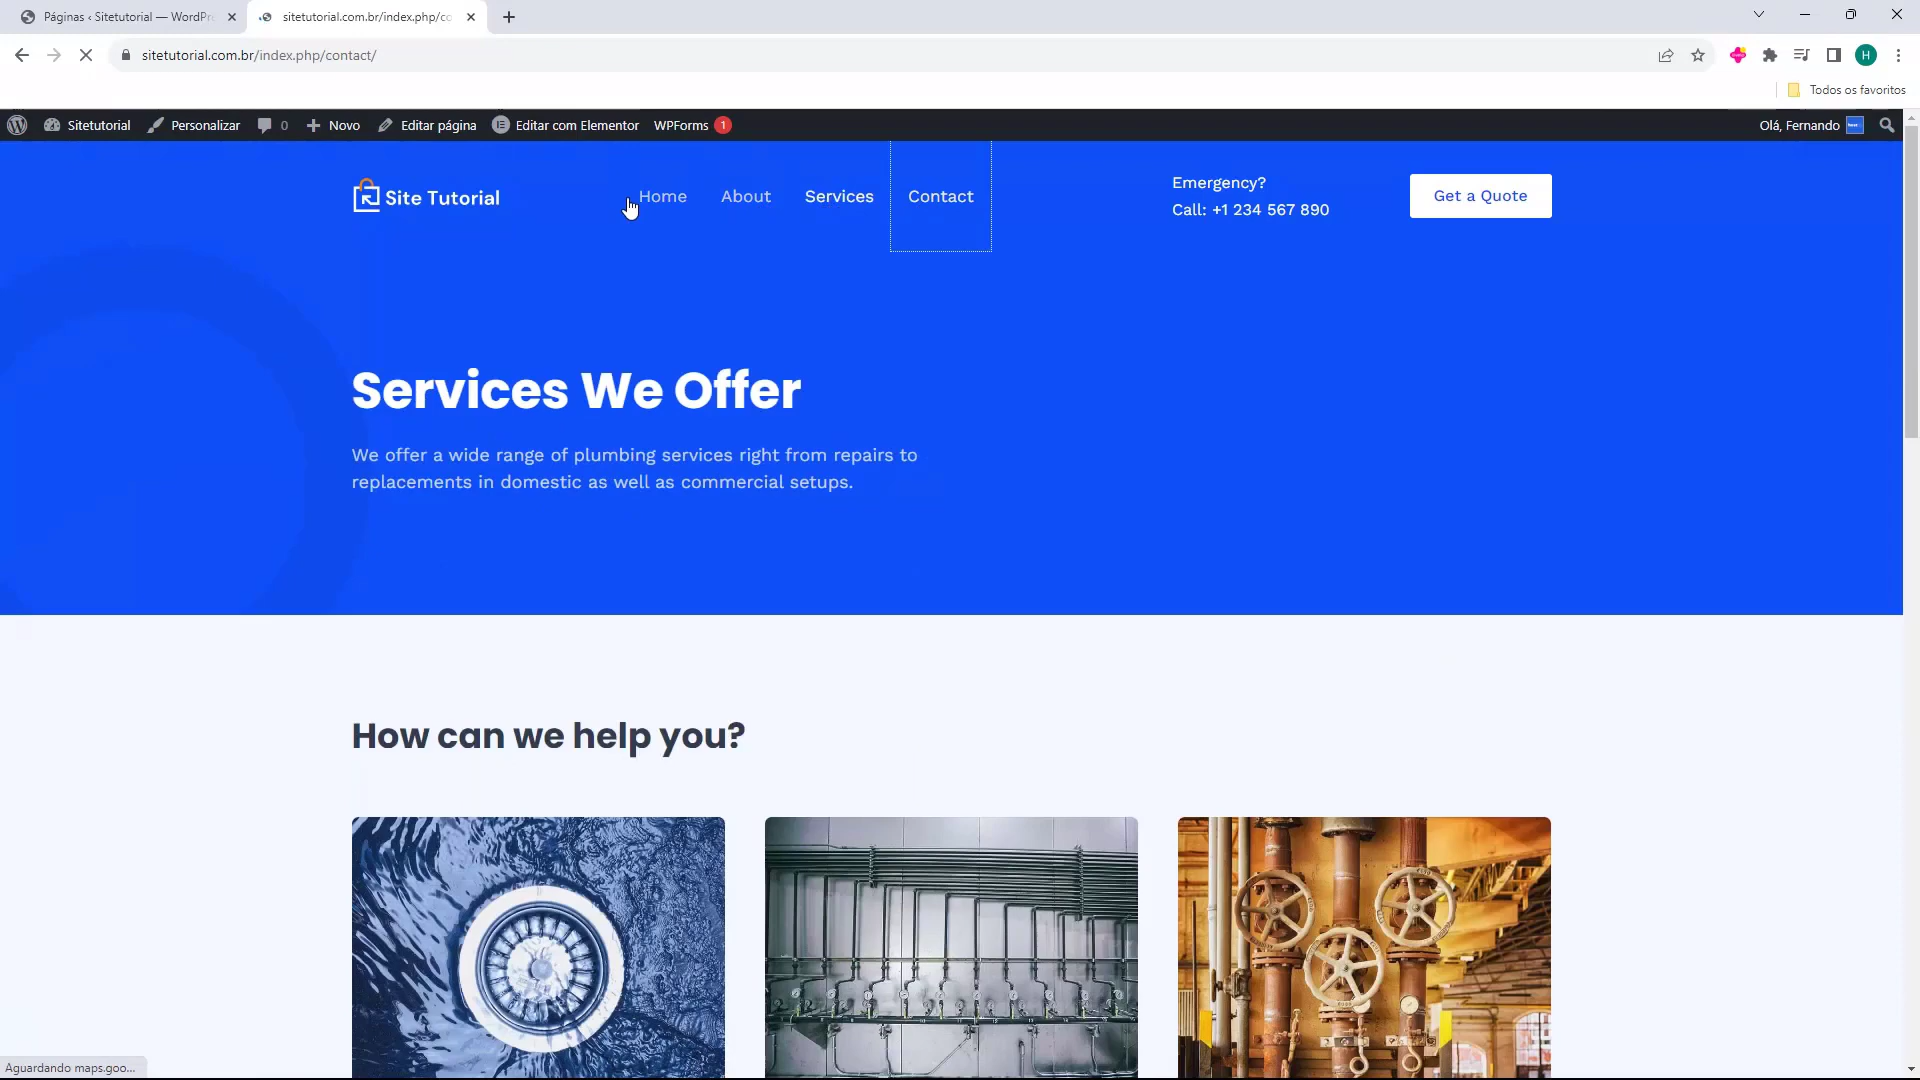 Páginas ‹ Sitetutorial — WordPr
sitetutorial.com.br/index.php/co
sitetutorial.com.br/index.php/contact/
H
Todos os favoritos
Sitetutorial
Personalizar
0
Novo
Editar página
Editar com Elementor
WPForms 1
Olá, Fernando
Site Tutorial
Home
About
Services
Contact
Emergency?
Call: +1 234 567 890
Get a Quote
Services We Offer
We offer a wide range of plumbing services right from repairs to
replacements in domestic as well as commercial setups.
How can we help you?
Aguardando maps.goo...